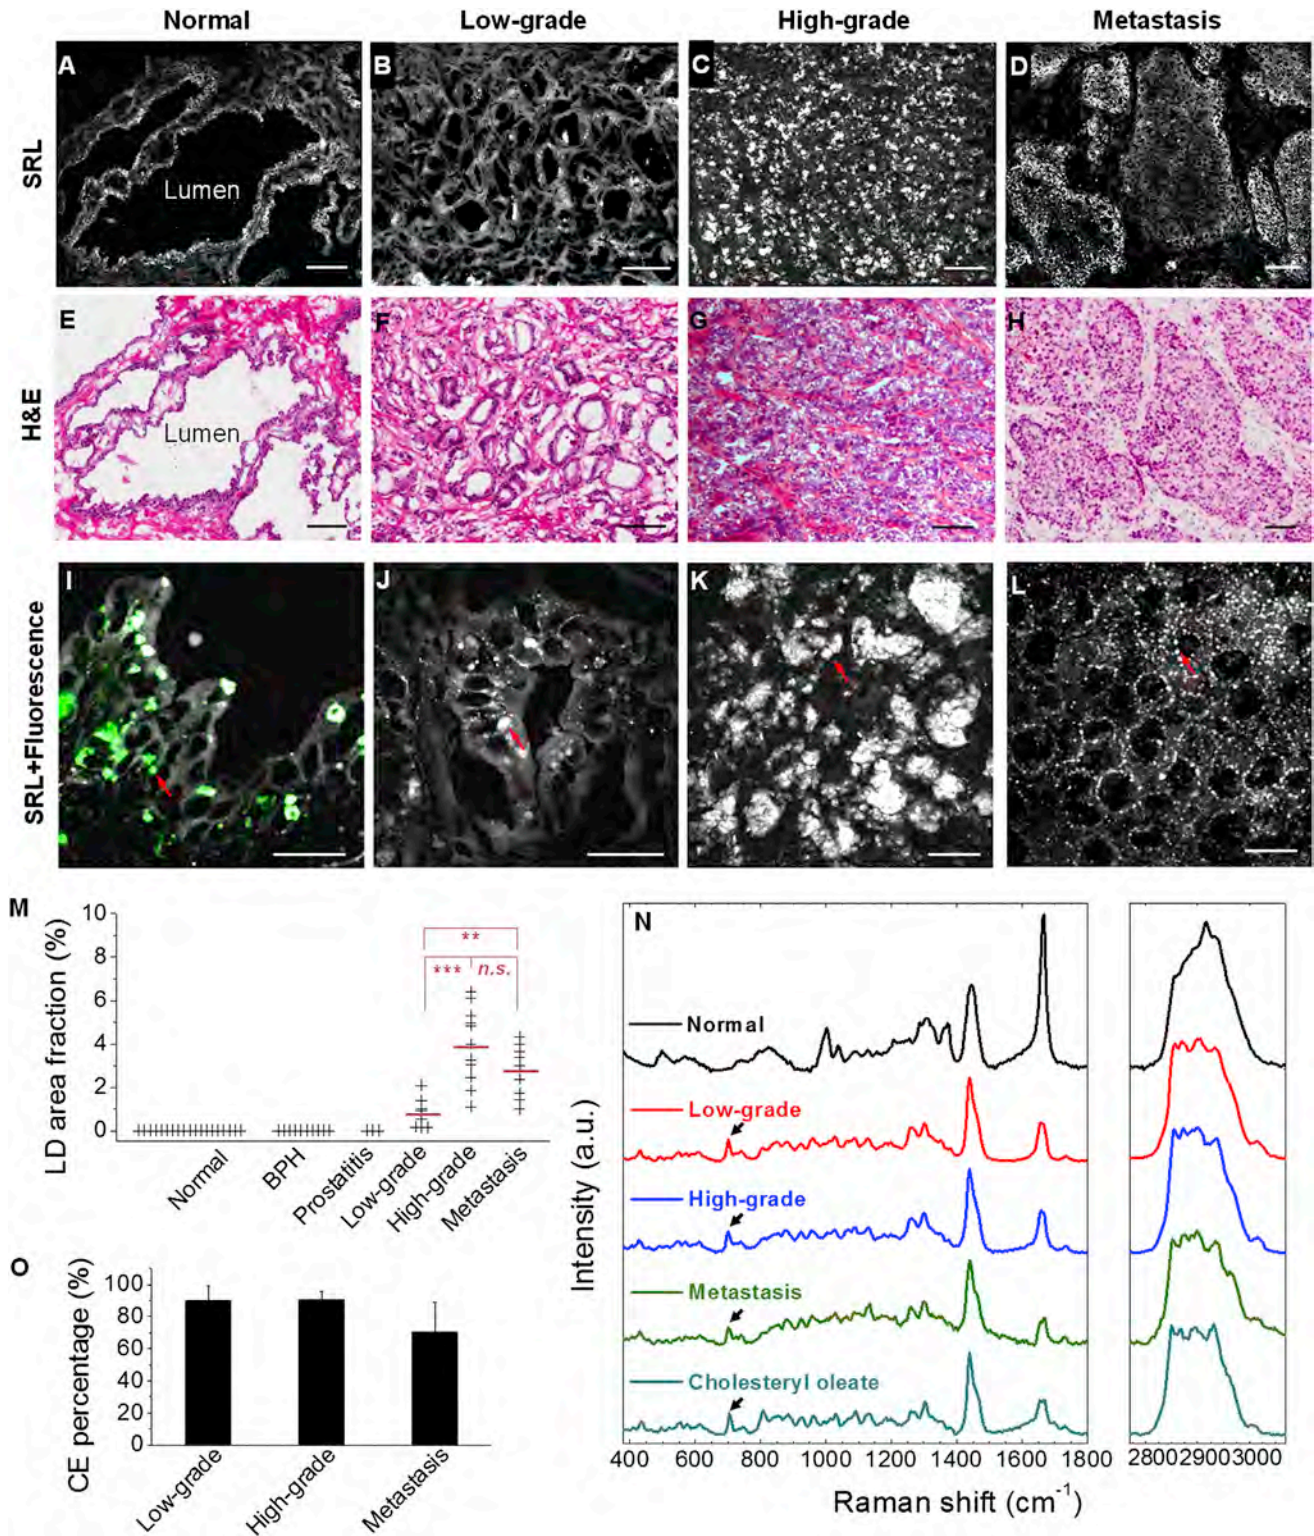 Normal Low-grade High-grade Metastasis
SRL
A B C D
Lumen
H&E
E F G H
Lumen
SRL+Fluorescence
I J K L
M
LD area fraction (%)
10
8
6
4
2
0
**
*** n.s.
Normal BPH Prostatitis Low-grade High-grade Metastasis
O
CE percentage (%)
100
80
60
40
20
0
Low-grade High-grade Metastasis
N
Intensity (a.u.)
Normal
Low-grade
High-grade
Metastasis
Cholesteryl oleate
400 600 800 1000 1200 1400 1600 1800 2800 2900 3000
Raman shift (cm⁻¹)